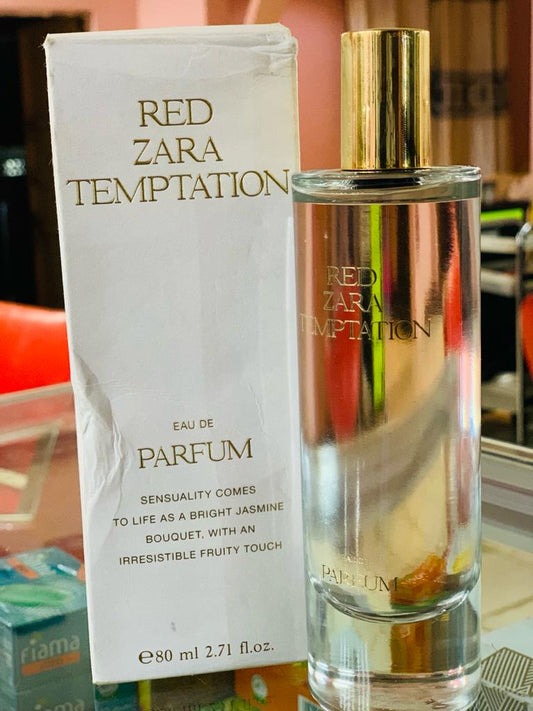 RED
ZARA
TEMPTATION
EAU DE
PARFUM
SENSUALITY COMES
TO LIFE AS A BRIGHT JASMINE
BOUQUET, WITH AN
IRRESISTIBLE FRUITY TOUCH
℮80 ml 2.71 fl.oz.
RED
ZARA
TEMPTATION
PARFUM
fiama